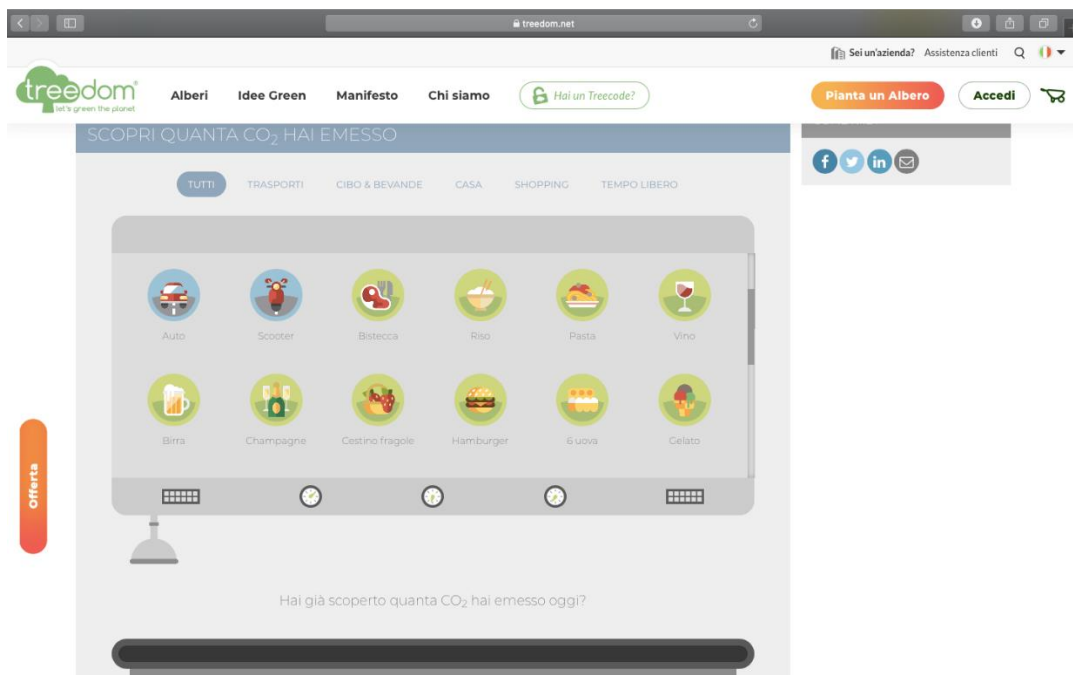 treedom.net
Sei un'azienda? Assistenza clienti
treedom
let's green the planet
Alberi Idee Green Manifesto Chi siamo Hai un Treecode? Pianta un Albero Accedi
SCOPRI QUANTA CO₂ HAI EMESSO
TUTTI TRASPORTI CIBO & BEVANDE CASA SHOPPING TEMPO LIBERO
Auto Scooter Bistecca Riso Pasta Vino
Birra Champagne Cestino fragole Hamburger 6 uova Gelato
Offerta
Hai già scoperto quanta CO₂ hai emesso oggi?